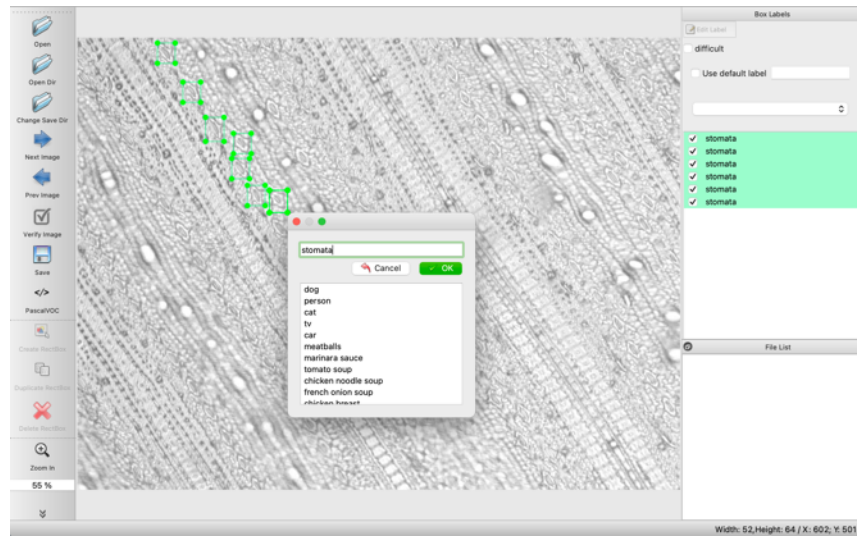 Open
Open Dir
Change Save Dir
Next Image
Prev Image
Verify Image
Save
</>
PascalVOC
Create RectBox
Duplicate RectBox
Delete RectBox
Zoom In
55 %
stomata
Cancel
OK
dog
person
cat
tv
car
meatballs
marinara sauce
tomato soup
chicken noodle soup
french onion soup
chicken breast
Box Labels
Edit Label
difficult
Use default label
stomata
stomata
stomata
stomata
stomata
stomata
File List
Width: 52,Height: 64 / X: 602; Y: 501